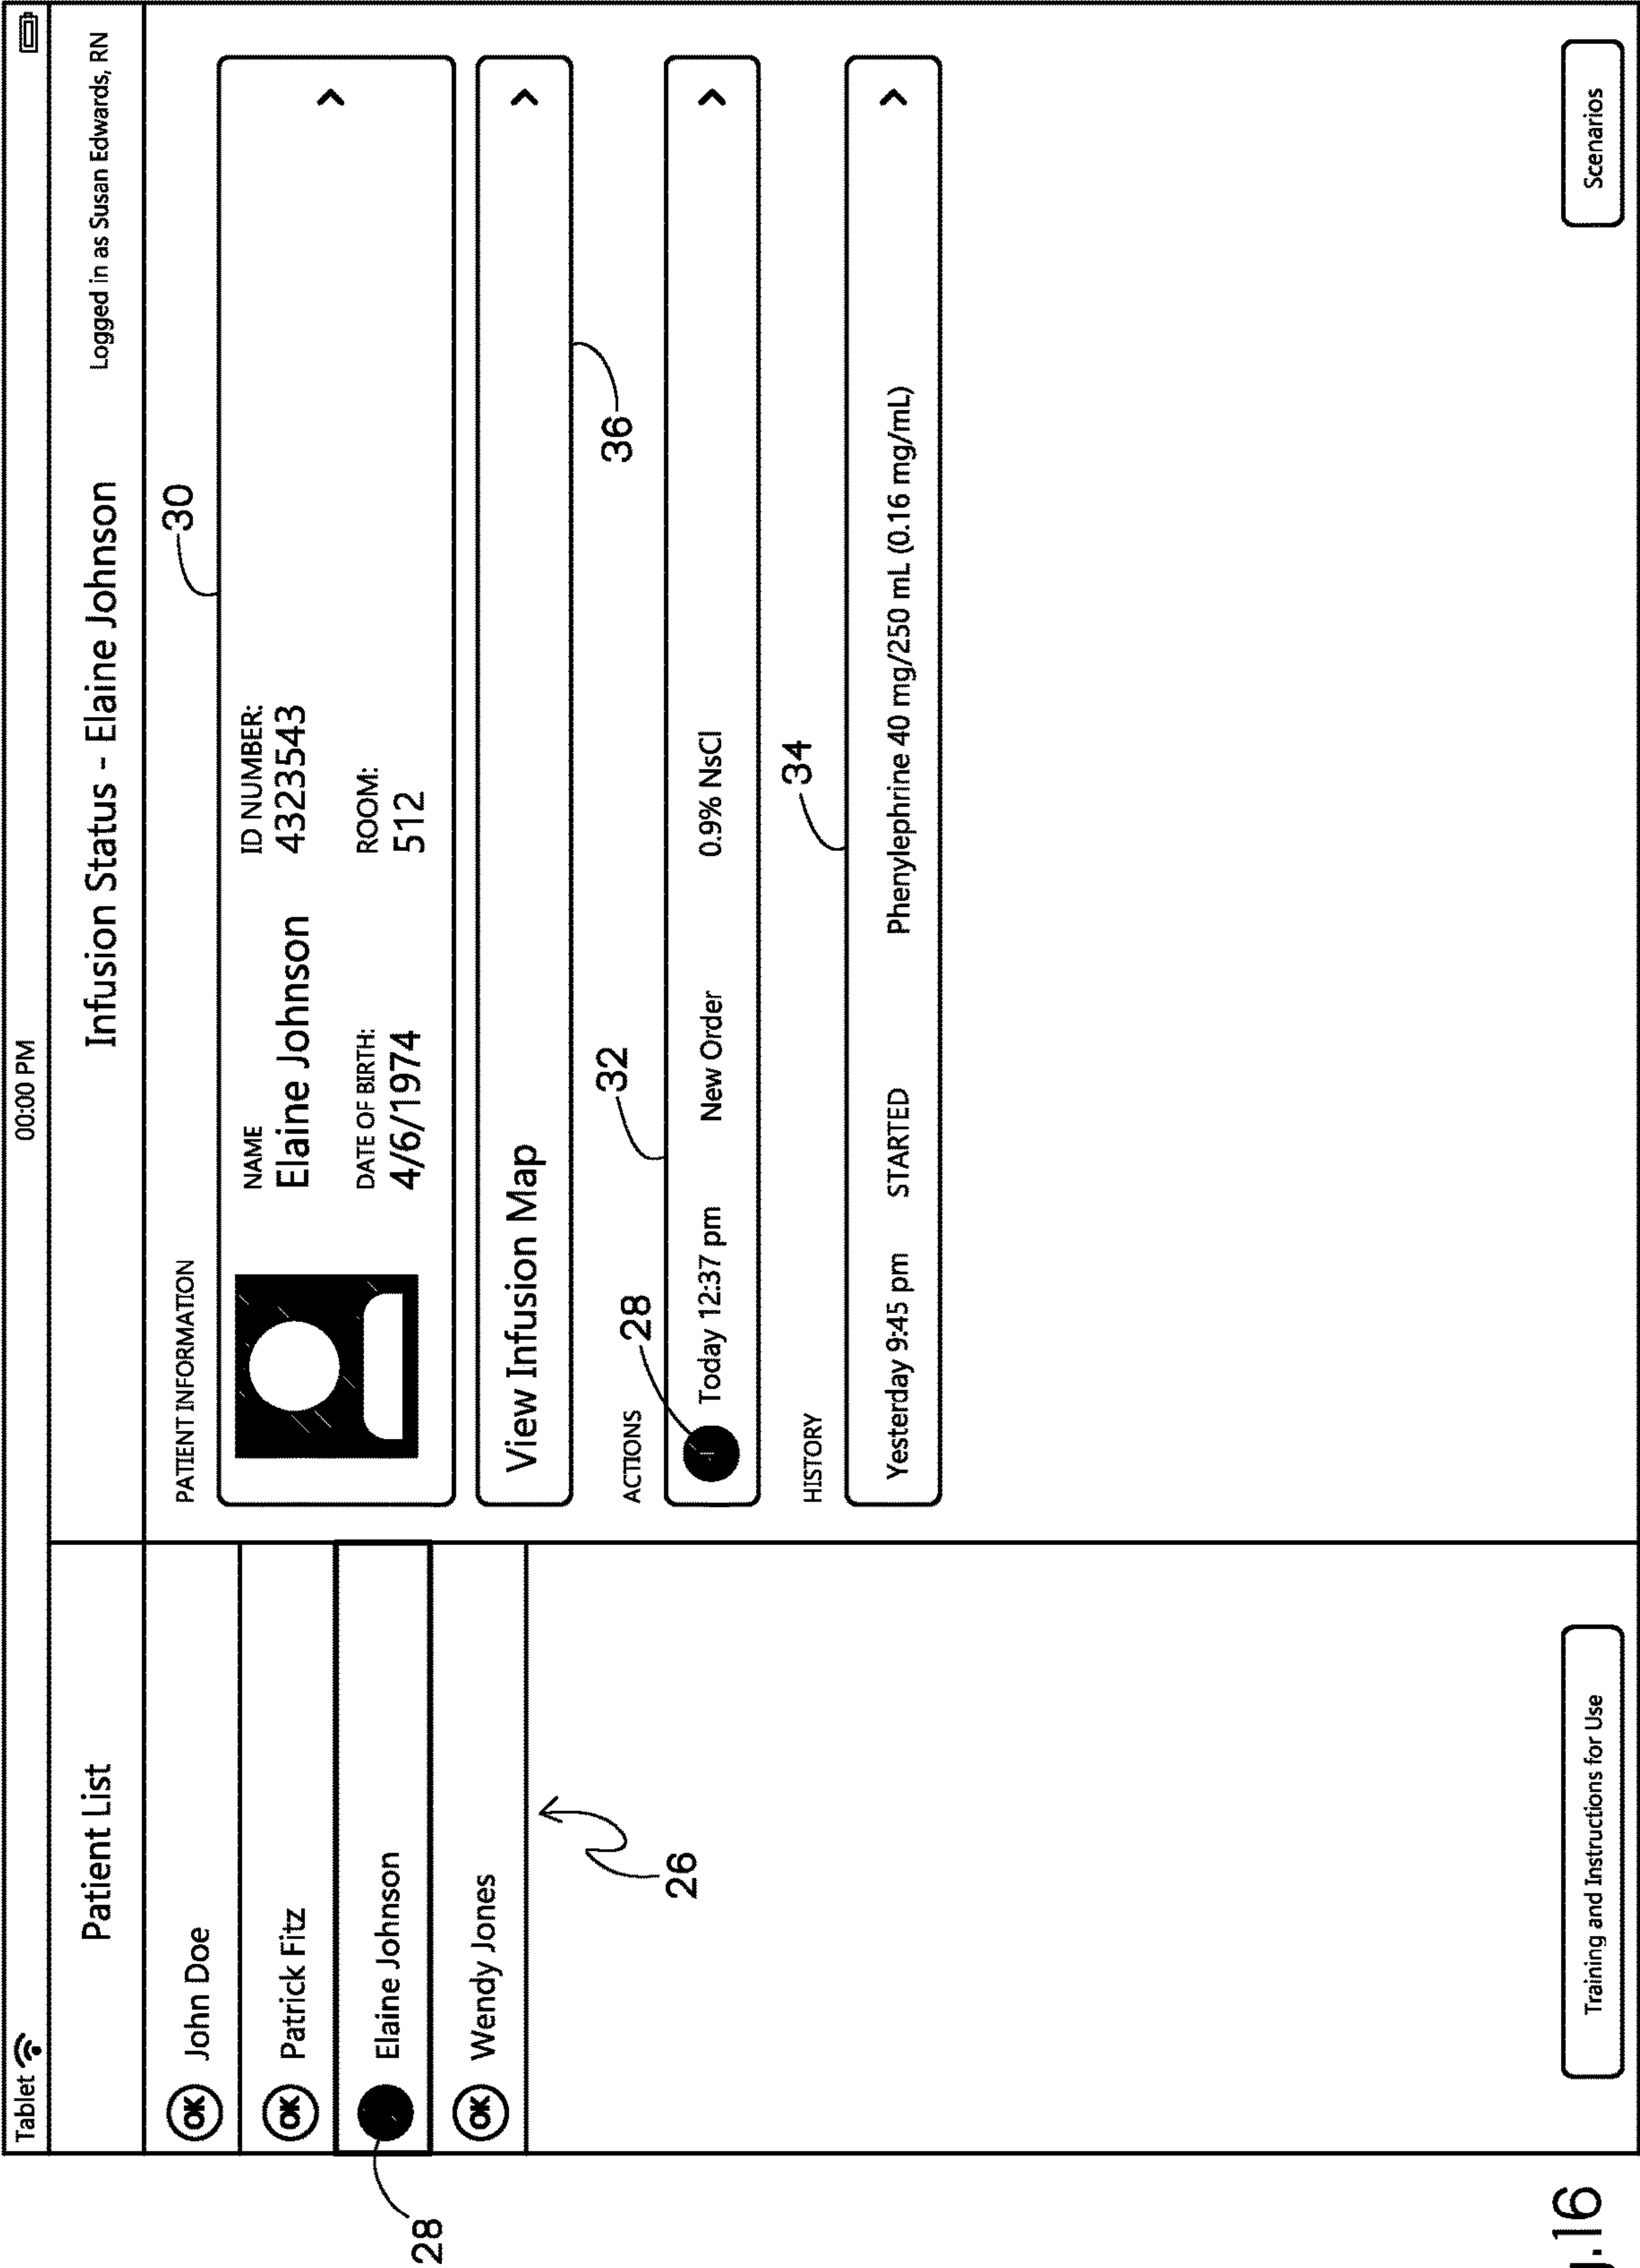 Tablet
00:00 PM
Patient List
Infusion Status - Elaine Johnson
Logged in as Susan Edwards, RN
OK John Doe
OK Patrick Fitz
Elaine Johnson
OK Wendy Jones
28
26
Training and Instructions for Use
PATIENT INFORMATION
30
NAME
Elaine Johnson
ID NUMBER:
4323543
DATE OF BIRTH:
4/6/1974
ROOM:
512
View Infusion Map
36
ACTIONS
28
32
Today 12:37 pm New Order 0.9% NsCl
HISTORY
34
Yesterday 9:45 pm STARTED Phenylephrine 40 mg/250 mL (0.16 mg/mL)
Scenarios
.16